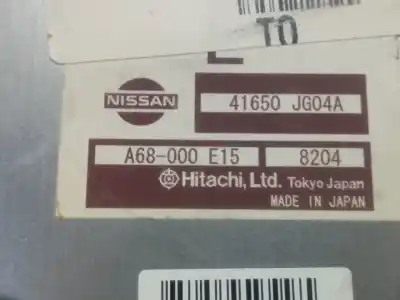 TO
NISSAN
41650 JG04A
A68-000 E15
8204
Hitachi, Ltd. Tokyo Japan
MADE IN JAPAN